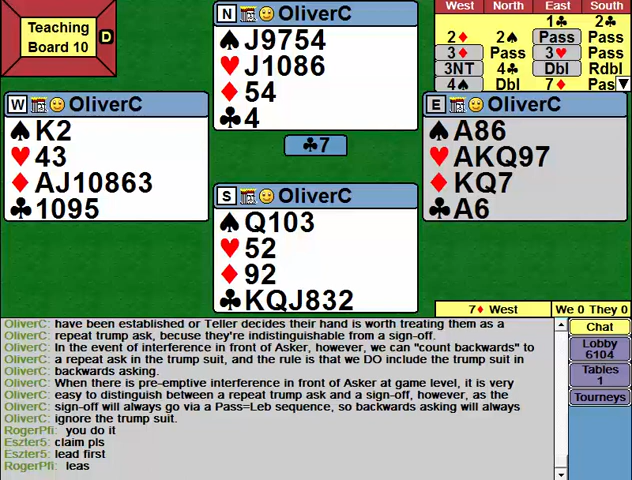 Teaching
Board 10
D
N OliverC
♠ J9754
♥ J1086
♦ 54
♣ 4
West North East South
1♣ 2♣
2♦ 2♠ Pass Pass
3♦ Pass 3♥ Pass
3NT 4♣ Dbl Rdbl
4♠ Dbl 7♦ Pas
W OliverC
♠ K2
♥ 43
♦ AJ10863
♣ 1095
♣7
E OliverC
♠ A86
♥ AKQ97
♦ KQ7
♣ A6
S OliverC
♠ Q103
♥ 52
♦ 92
♣ KQJ832
7♦ West We 0 They 0
OliverC: have been established or Teller decides their hand is worth treating them as a
OliverC: repeat trump ask, becuse they're indistinguishable from a sign-off.
OliverC: In the event of interference in front of Asker, however, we can "count backwards" to
OliverC: a repeat ask in the trump suit, and the rule is that we DO include the trump suit in
OliverC: backwards asking.
OliverC: When there is pre-emptive interference in front of Asker at game level, it is very
OliverC: easy to distinguish between a repeat trump ask and a sign-off, however, as the
OliverC: sign-off will always go via a Pass=Leb sequence, so backwards asking will always
OliverC: ignore the trump suit.
RogerPfi: you do it
Eszter5: claim pls
Eszter5: lead first
RogerPfi: leas
Chat
Lobby
6104
Tables
1
Tourneys